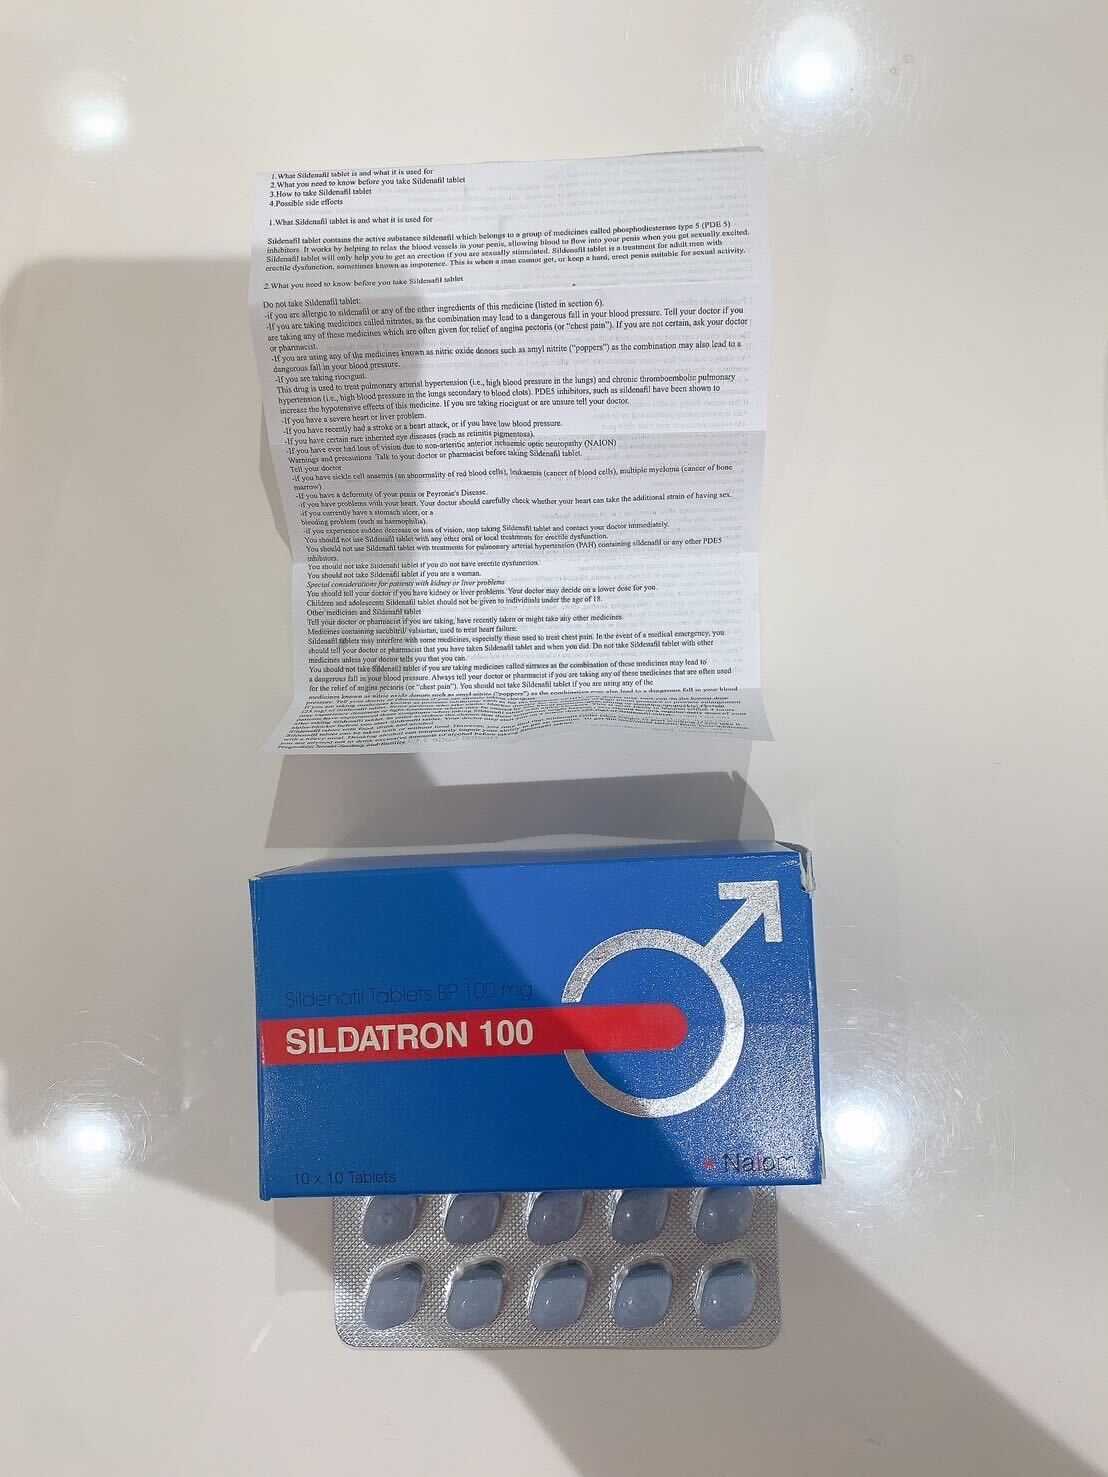 1.What Sildenafil tablet is and what it is used for
2.What you need to know before you take Sildenafil tablet
3.How to take Sildenafil tablet
4.Possible side effects
1.What Sildenafil tablet is and what it is used for
Sildenafil tablet contains the active substance sildenafil which belongs to a group of medicines called phosphodiesterase type 5 (PDE 5)
inhibitors. It works by helping to relax the blood vessels in your penis, allowing blood to flow into your penis when you get sexually excited.
Sildenafil tablet will only help you to get an erection if you are sexually stimulated. Sildenafil tablet is a treatment for adult men with
erectile dysfunction, sometimes known as impotence. This is when a man cannot get, or keep a hard, erect penis suitable for sexual activity.
2.What you need to know before you take Sildenafil tablet
Do not take Sildenafil tablet:
-if you are allergic to sildenafil or any of the other ingredients of this medicine (listed in section 6).
-If you are taking medicines called nitrates, as the combination may lead to a dangerous fall in your blood pressure. Tell your doctor if you
are taking any of these medicines which are often given for relief of angina pectoris (or “chest pain”). If you are not certain, ask your doctor
or pharmacist.
-If you are using any of the medicines known as nitric oxide donors such as amyl nitrite (“poppers”) as the combination may also lead to a
dangerous fall in your blood pressure.
-If you are taking riociguat.
This drug is used to treat pulmonary arterial hypertension (i.e., high blood pressure in the lungs) and chronic thromboembolic pulmonary
hypertension (i.e., high blood pressure in the lungs secondary to blood clots). PDE5 inhibitors, such as sildenafil have been shown to
increase the hypotensive effects of this medicine. If you are taking riociguat or are unsure tell your doctor.
-If you have a severe heart or liver problem.
-If you have recently had a stroke or a heart attack, or if you have low blood pressure.
-If you have certain rare inherited eye diseases (such as retinitis pigmentosa).
-If you have ever had loss of vision due to non-arteritic anterior ischaemic optic neuropathy (NAION)
Warnings and precautions Talk to your doctor or pharmacist before taking Sildenafil tablet.
Tell your doctor
-if you have sickle cell anaemia (an abnormality of red blood cells), leukaemia (cancer of blood cells), multiple myeloma (cancer of bone
marrow)
-If you have a deformity of your penis or Peyronie's Disease.
-if you have problems with your heart. Your doctor should carefully check whether your heart can take the additional strain of having sex.
-if you currently have a stomach ulcer, or a
bleeding problem (such as haemophilia).
-if you experience sudden decrease or loss of vision, stop taking Sildenafil tablet and contact your doctor immediately.
You should not use Sildenafil tablet with any other oral or local treatments for erectile dysfunction.
You should not use Sildenafil tablet with treatments for pulmonary arterial hypertension (PAH) containing sildenafil or any other PDE5
inhibitors.
You should not take Sildenafil tablet if you do not have erectile dysfunction.
You should not take Sildenafil tablet if you are a woman.
Special considerations for patients with kidney or liver problems
You should tell your doctor if you have kidney or liver problems. Your doctor may decide on a lower dose for you.
Children and adolescents Sildenafil tablet should not be given to individuals under the age of 18.
Other medicines and Sildenafil tablet
Tell your doctor or pharmacist if you are taking, have recently taken or might take any other medicines.
Medicines containing sacubitril/ valsartan, used to treat heart failure.
Sildenafil tablets may interfere with some medicines, especially those used to treat chest pain. In the event of a medical emergency, you
should tell your doctor or pharmacist that you have taken Sildenafil tablet and when you did. Do not take Sildenafil tablet with other
medicines unless your doctor tells you that you can.
You should not take Sildenafil tablet if you are taking medicines called nitrates as the combination of these medicines may lead to
a dangerous fall in your blood pressure. Always tell your doctor or pharmacist if you are taking any of these medicines that are often used
for the relief of angina pectoris (or “chest pain”). You should not take Sildenafil tablet if you are using any of the
medicines known as nitric oxide donors such as amyl nitrite (“poppers”) as the combination may also lead to a dangerous fall in your blood
Sildenafil Tablets BP 100 mg
SILDATRON 100
10 x 10 Tablets